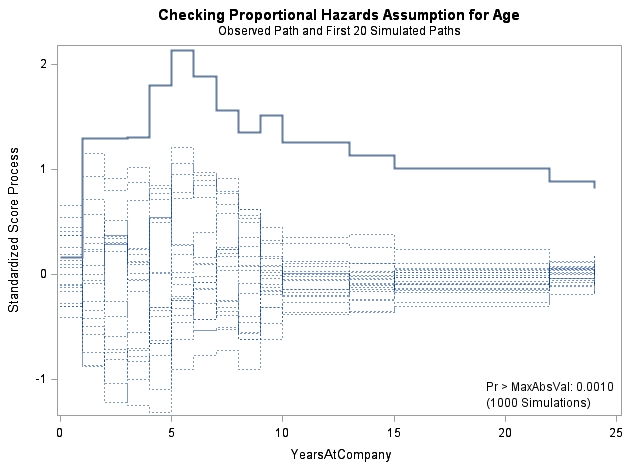 Checking Proportional Hazards Assumption for Age
Observed Path and First 20 Simulated Paths
Standardized Score Process
2
1
0
-1
Pr > MaxAbsVal: 0.0010
(1000 Simulations)
0 5 10 15 20 25
YearsAtCompany